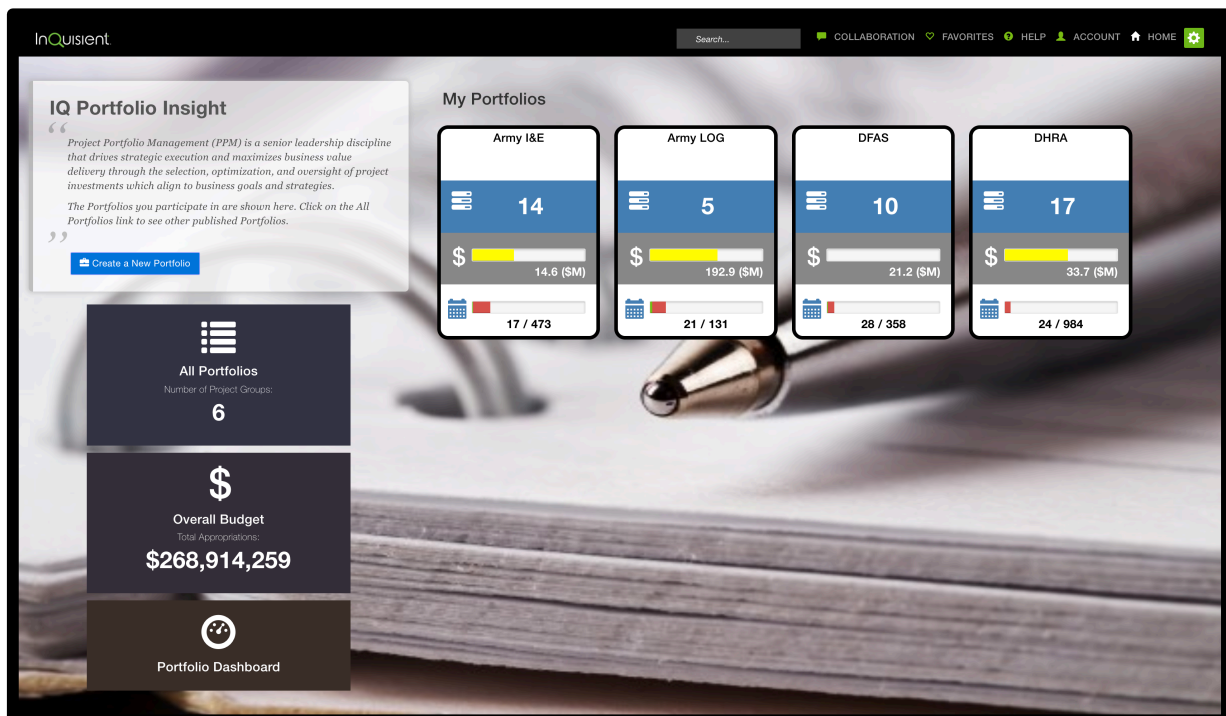 InQuisient
Search...
COLLABORATION
FAVORITES
HELP
ACCOUNT
HOME
IQ Portfolio Insight
“
Project Portfolio Management (PPM) is a senior leadership discipline
that drives strategic execution and maximizes business value
delivery through the selection, optimization, and oversight of project
investments which align to business goals and strategies.
The Portfolios you participate in are shown here. Click on the All
Portfolios link to see other published Portfolios.
”
Create a New Portfolio
All Portfolios
Number of Project Groups:
6
$
Overall Budget
Total Appropriations:
$268,914,259
Portfolio Dashboard
My Portfolios
Army I&E
14
$
14.6 ($M)
17 / 473
Army LOG
5
$
192.9 ($M)
21 / 131
DFAS
10
$
21.2 ($M)
28 / 358
DHRA
17
$
33.7 ($M)
24 / 984